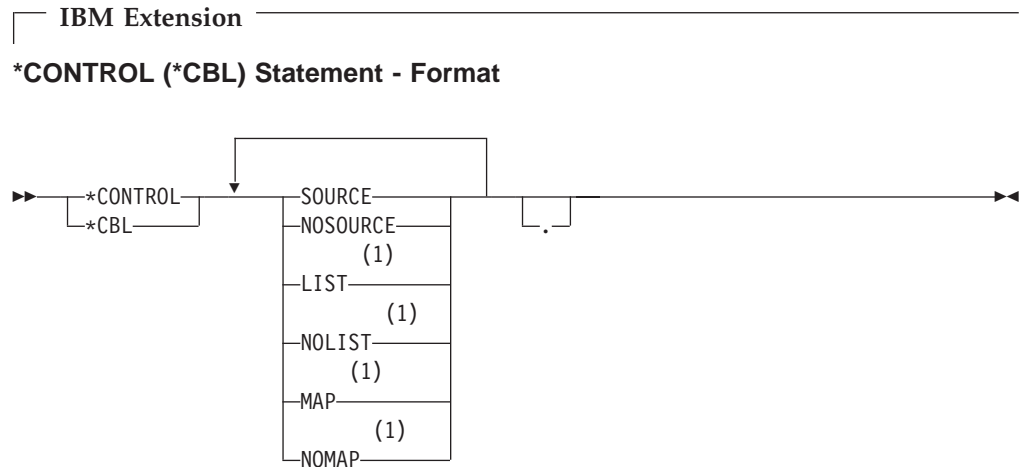 IBM Extension
*CONTROL (*CBL) Statement - Format
*CONTROL
*CBL
SOURCE
NOSOURCE
(1)
LIST
(1)
NOLIST
(1)
MAP
(1)
NOMAP
.